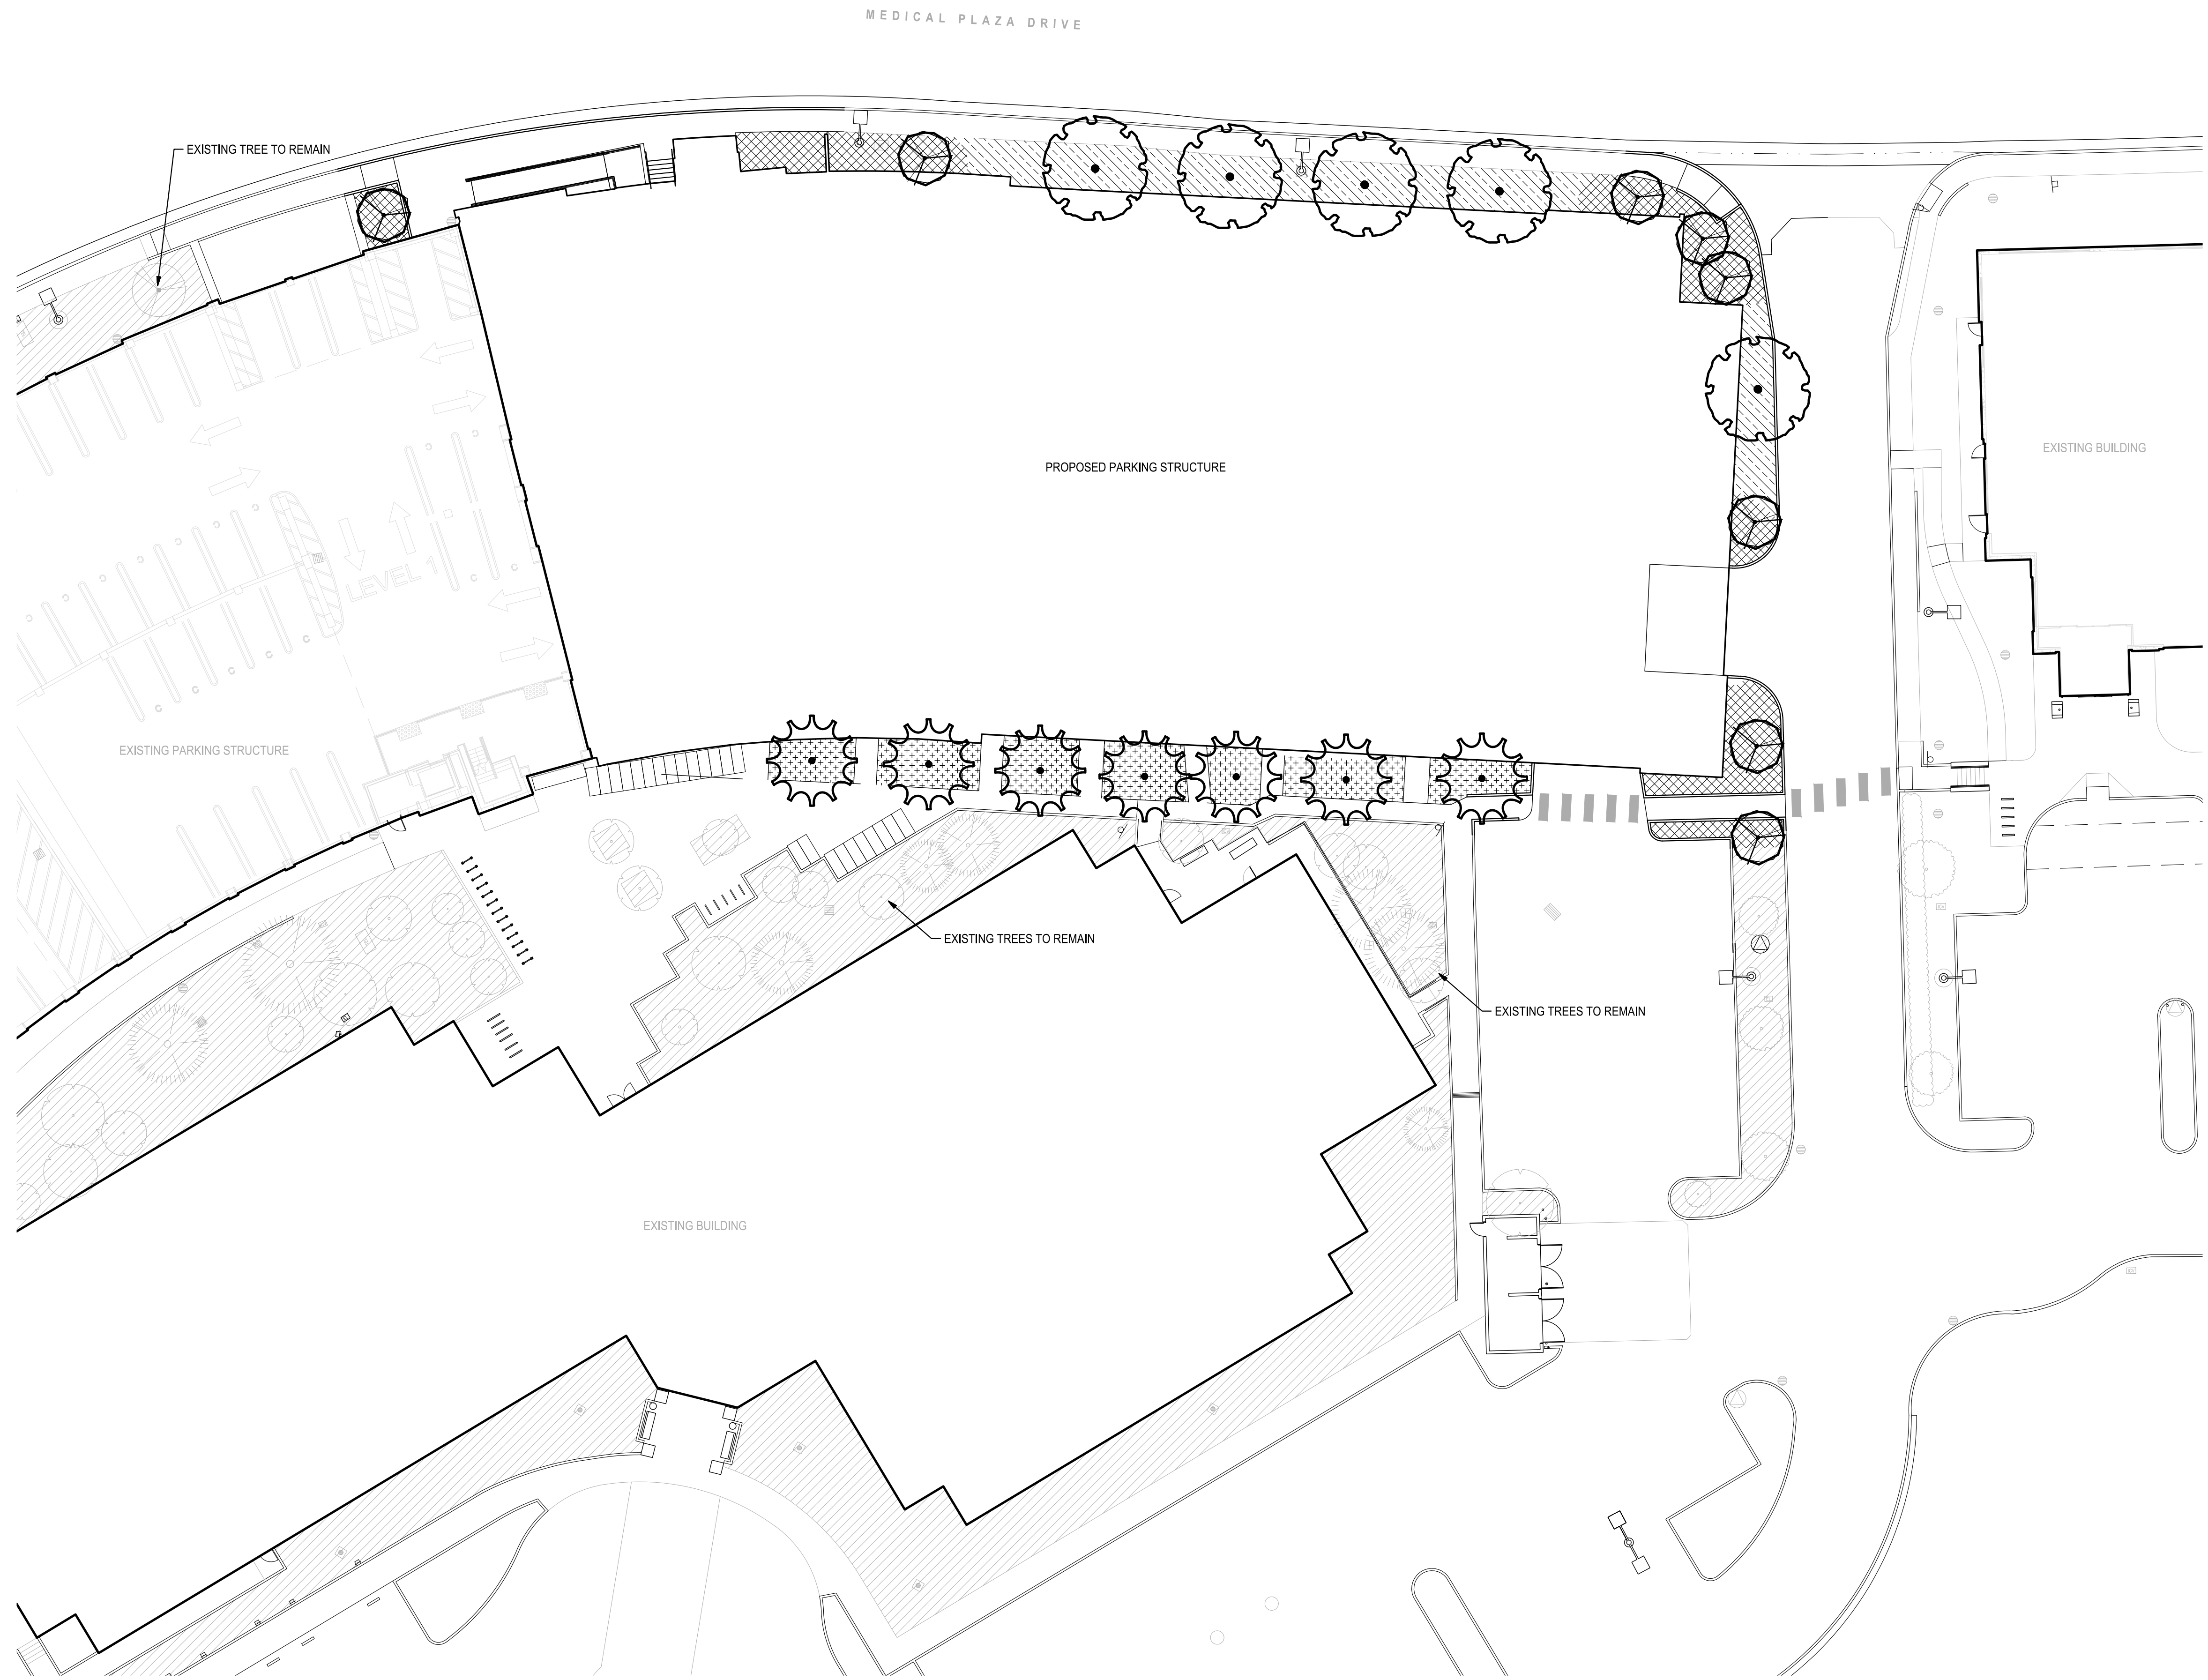 MEDICAL PLAZA DRIVE
EXISTING TREE TO REMAIN
EXISTING BUILDING
PROPOSED PARKING STRUCTURE
LEVEL 1
EXISTING PARKING STRUCTURE
EXISTING TREES TO REMAIN
EXISTING TREES TO REMAIN
EXISTING BUILDING